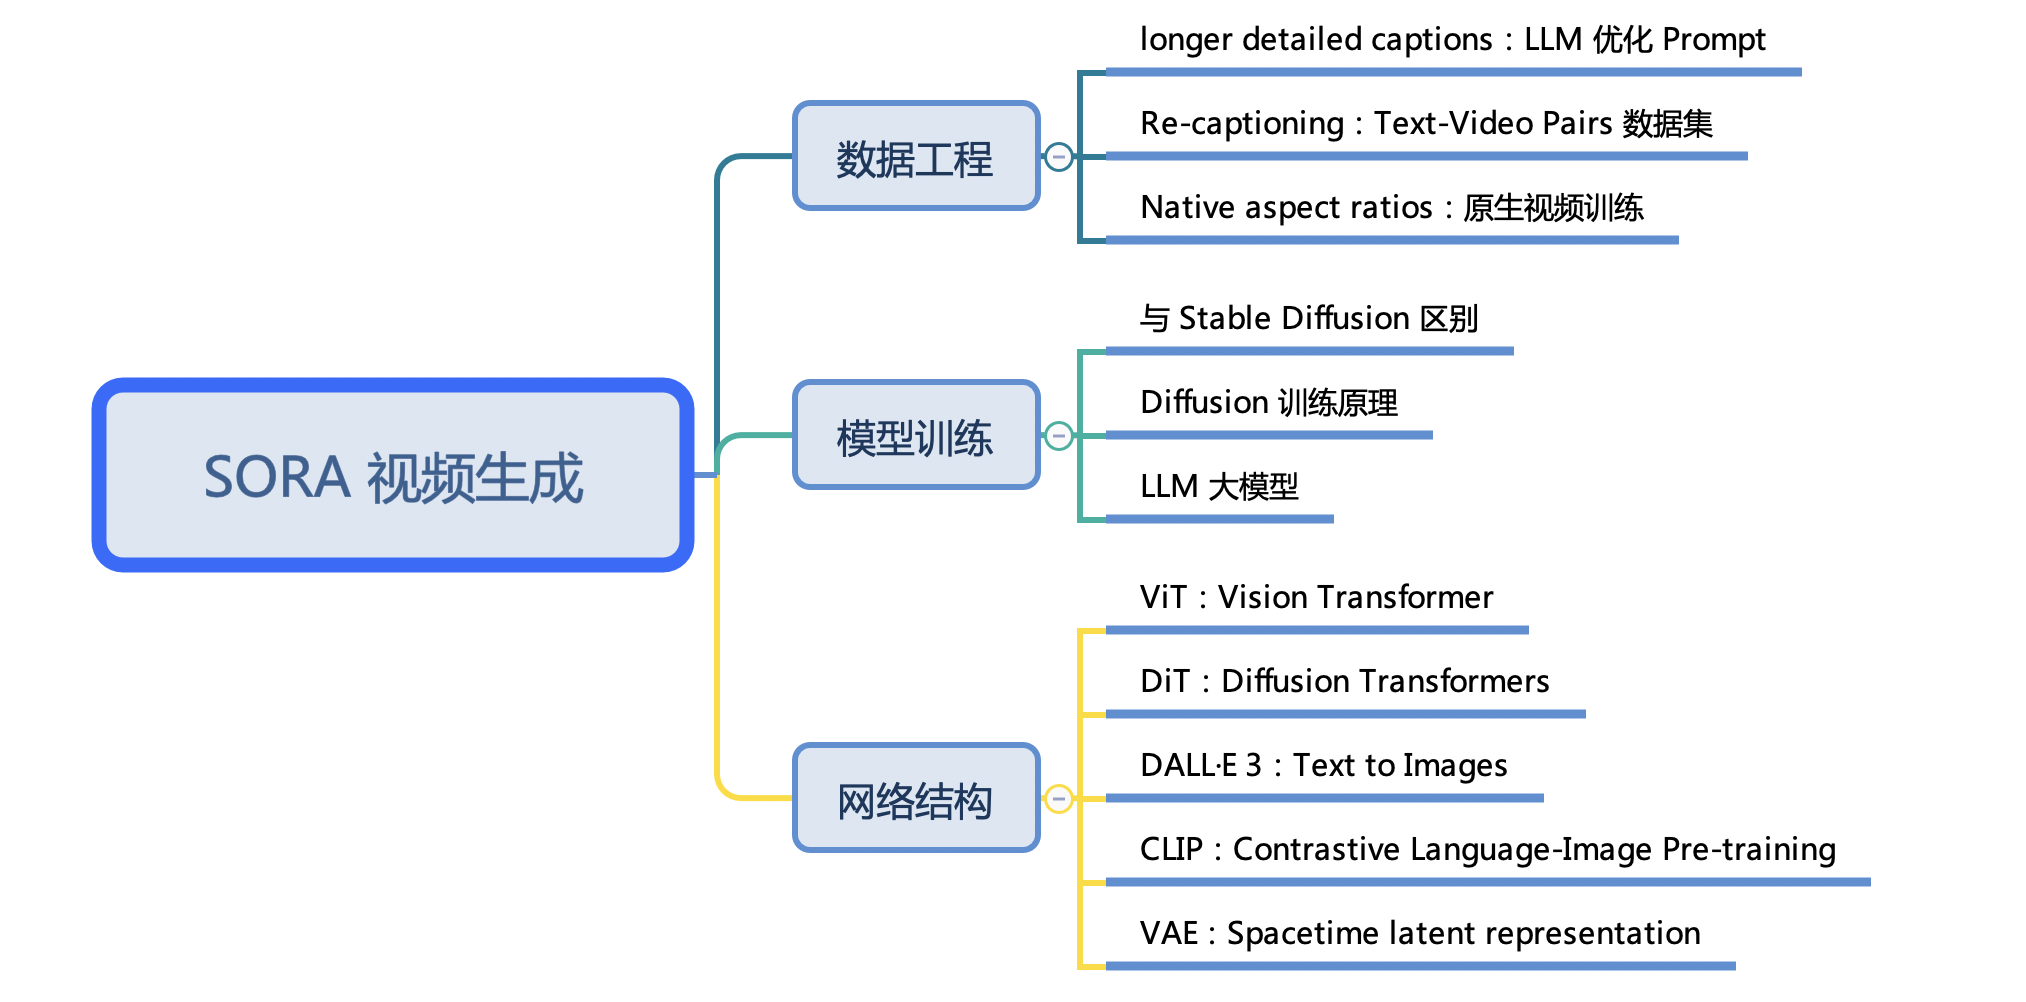 SORA 视频生成
数据工程
longer detailed captions：LLM 优化 Prompt
Re-captioning：Text-Video Pairs 数据集
Native aspect ratios：原生视频训练
模型训练
与 Stable Diffusion 区别
Diffusion 训练原理
LLM 大模型
网络结构
ViT：Vision Transformer
DiT：Diffusion Transformers
DALL·E 3：Text to Images
CLIP：Contrastive Language-Image Pre-training
VAE：Spacetime latent representation